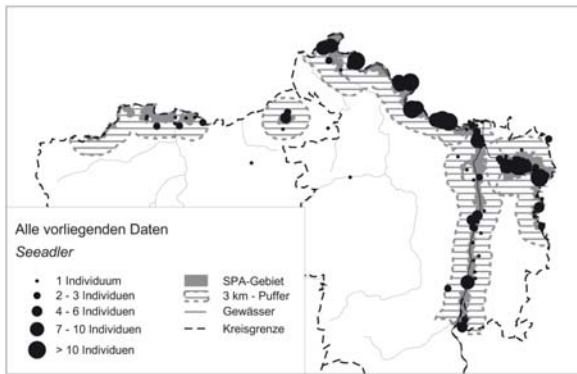 Alle vorliegenden Daten
Seeadler
1 Individuum
2 - 3 Individuen
4 - 6 Individuen
7 - 10 Individuen
> 10 Individuen
SPA-Gebiet
3 km - Puffer
Gewässer
Kreisgrenze